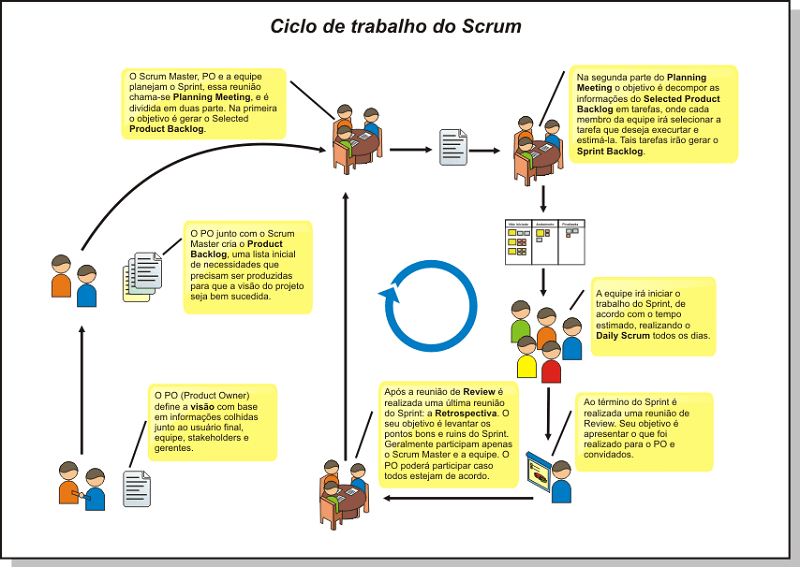 Ciclo de trabalho do Scrum
O Scrum Master, PO e a equipe
planejam o Sprint, essa reunião
chama-se Planning Meeting, e é
dividida em duas parte. Na primeira
o objetivo é gerar o Selected
Product Backlog.
Na segunda parte do Planning
Meeting o objetivo é decompor as
informações do Selected Product
Backlog em tarefas, onde cada
membro da equipe irá selecionar a
tarefa que deseja execurtar e
estimá-la. Tais tarefas irão gerar o
Sprint Backlog.
O PO junto com o Scrum
Master cria o Product
Backlog, uma lista inicial
de necessidades que
precisam ser produzidas
para que a visão do projeto
seja bem sucedida.
A equipe irá iniciar o
trabalho do Sprint, de
acordo com o tempo
estimado, realizando o
Daily Scrum todos os dias.
O PO (Product Owner)
define a visão com base
em informações colhidas
junto ao usuário final,
equipe, stakeholders e
gerentes.
Após a reunião de Review é
realizada uma última reunião
do Sprint: a Retrospectiva. O
seu objetivo é levantar os
pontos bons e ruins do Sprint.
Geralmente participam apenas
o Scrum Master e a equipe. O
PO poderá participar caso
todos estejam de acordo.
Ao término do Sprint é
realizada uma reunião de
Review. Seu objetivo é
apresentar o que foi
realizado para o PO e
convidados.